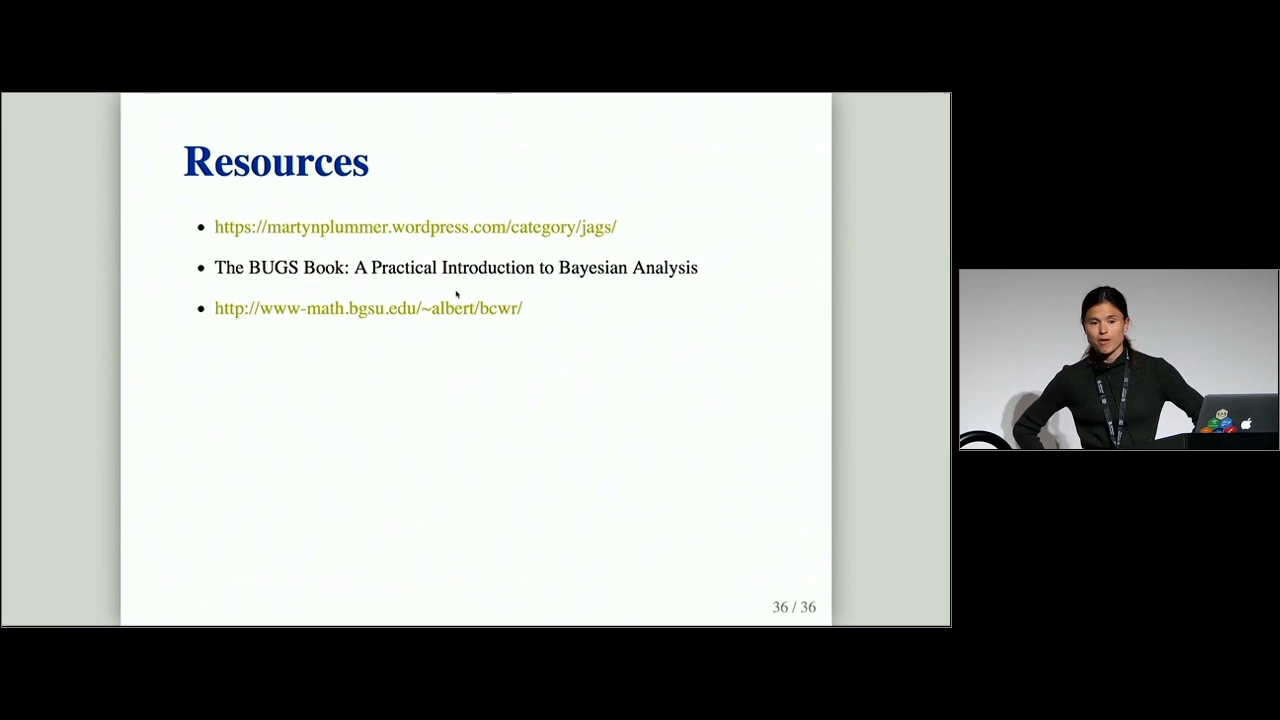 Resources
https://martynplummer.wordpress.com/category/jags/
The BUGS Book: A Practical Introduction to Bayesian Analysis
http://www-math.bgsu.edu/~albert/bcwr/
36 / 36